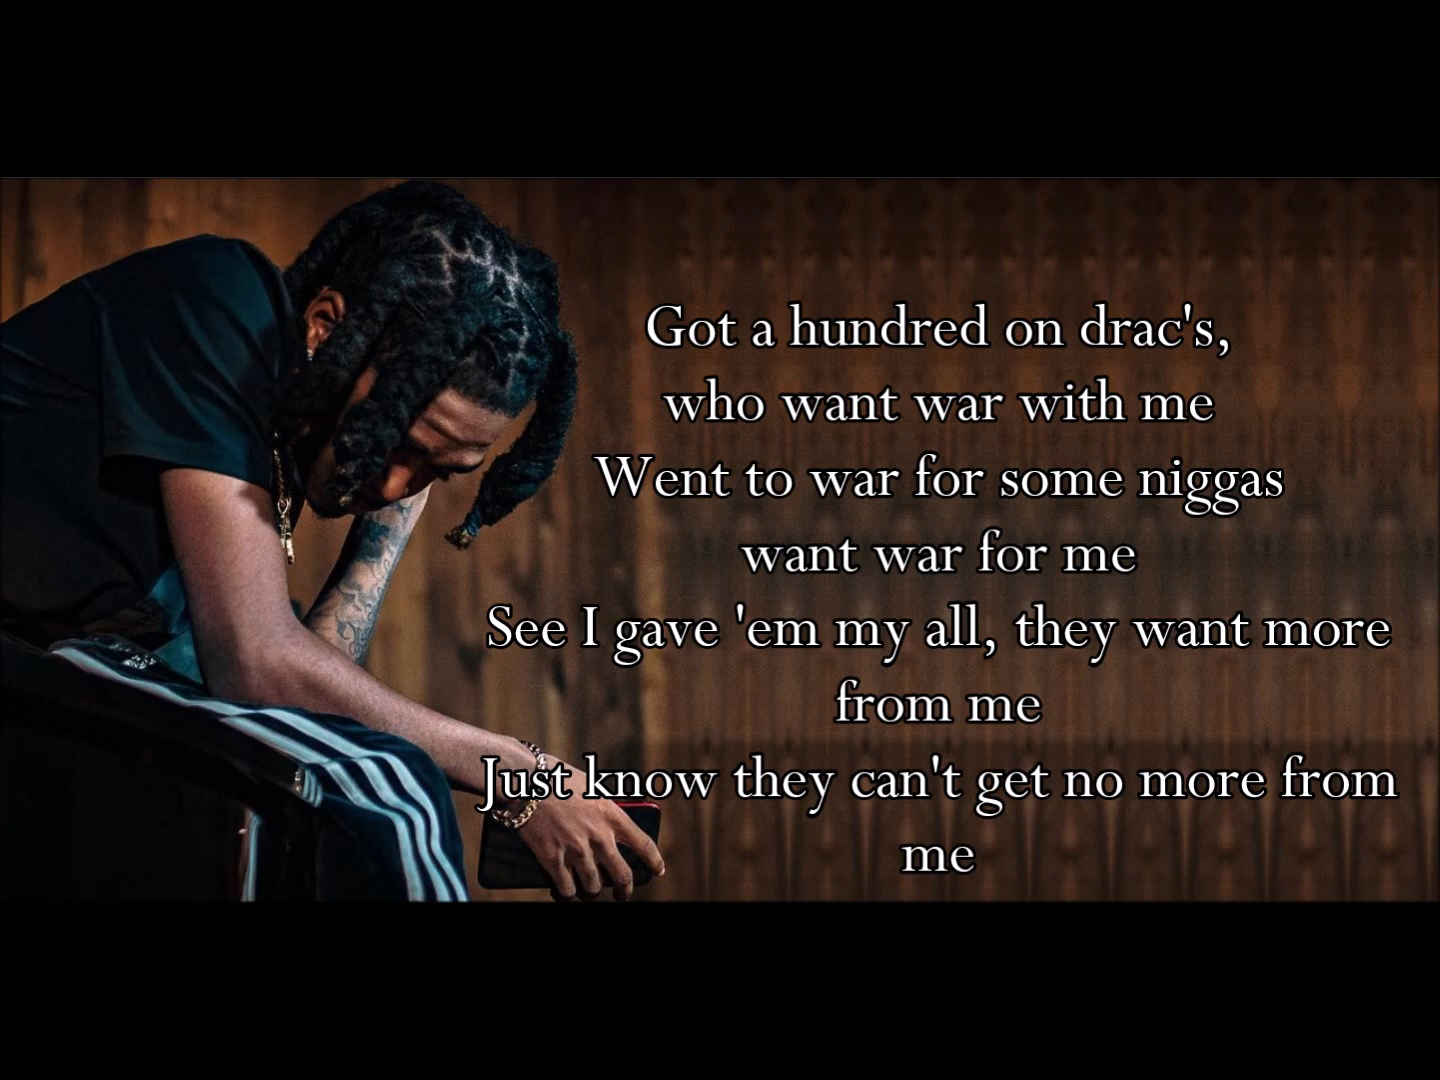 Got a hundred on drac's,
who want war with me
Went to war for some niggas
want war for me
See I gave 'em my all, they want more
from me
Just know they can't get no more from
me